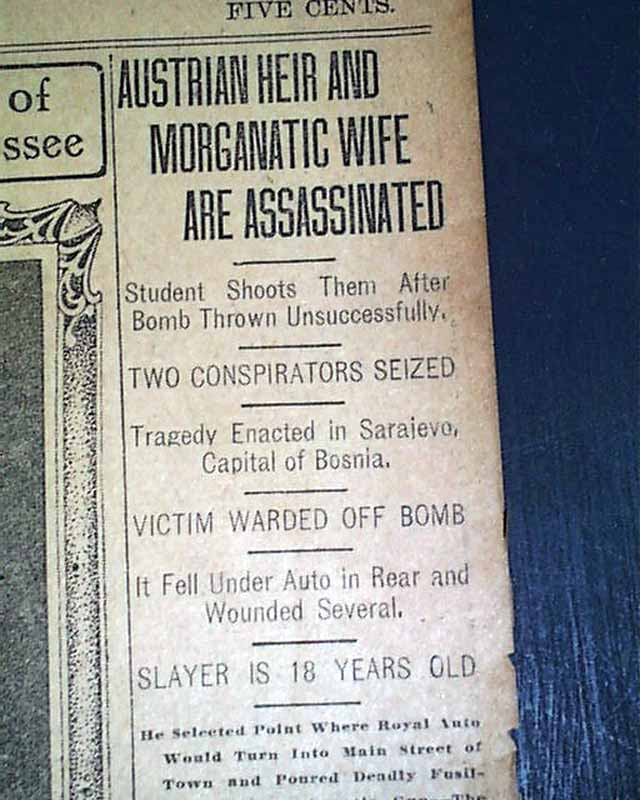 FIVE CENTS.
of
ssee
AUSTRIAN HEIR AND
MORGANATIC WIFE
ARE ASSASSINATED
Student Shoots Them After
Bomb Thrown Unsuccessfully.
TWO CONSPIRATORS SEIZED
Tragedy Enacted in Sarajevo,
Capital of Bosnia.
VICTIM WARDED OFF BOMB
It Fell Under Auto in Rear and
Wounded Several.
SLAYER IS 18 YEARS OLD
He Selected Point Where Royal Auto
Would Turn Into Main Street of
Town and Poured Deadly Fusil-